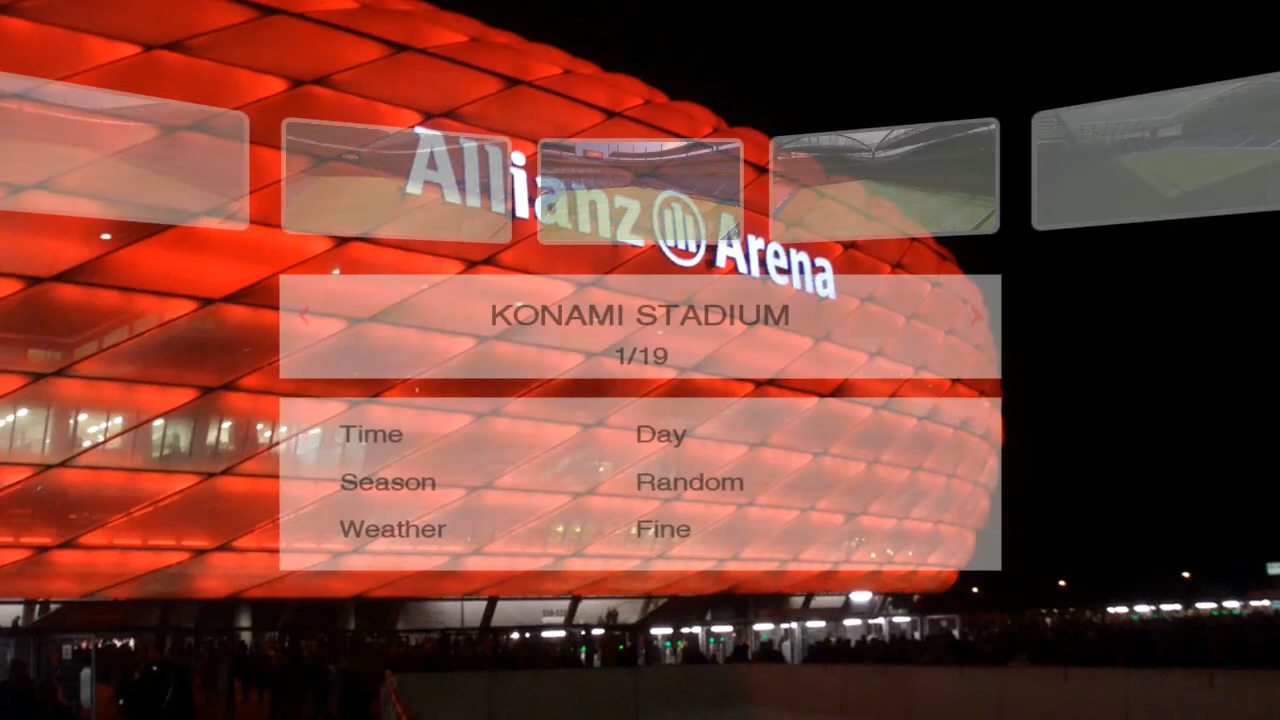 Allianz Arena
KONAMI STADIUM
1/19
Time Day
Season Random
Weather Fine